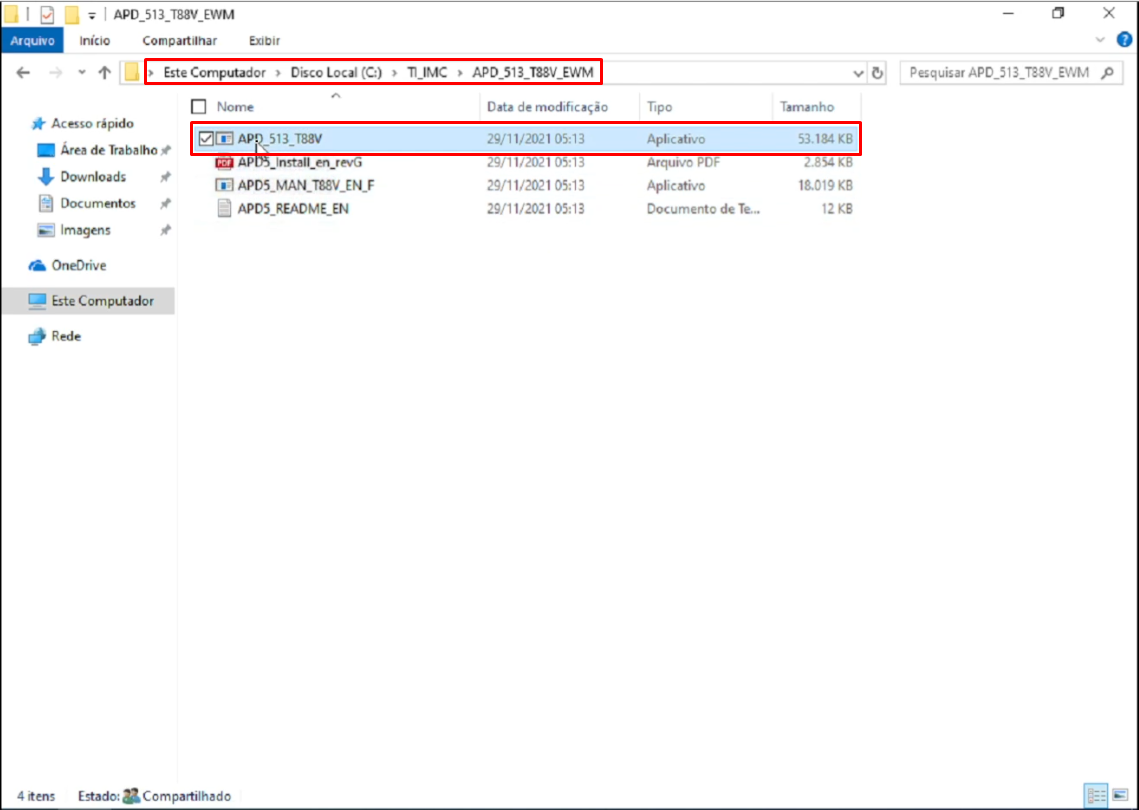 APD_513_T88V_EWM
Arquivo Início Compartilhar Exibir
Este Computador > Disco Local (C:) > TI_IMC > APD_513_T88V_EWM Pesquisar APD_513_T88V_EWM
Nome Data de modificação Tipo Tamanho
Acesso rápido
Área de Trabalho
Downloads
Documentos
Imagens
OneDrive
Este Computador
Rede
APD_513_T88V 29/11/2021 05:13 Aplicativo 53.184 KB
APD5_Install_en_revG 29/11/2021 05:13 Arquivo PDF 2.854 KB
APD5_MAN_T88V_EN_F 29/11/2021 05:13 Aplicativo 18.019 KB
APD5_README_EN 29/11/2021 05:13 Documento de Te... 12 KB
4 itens Estado: Compartilhado